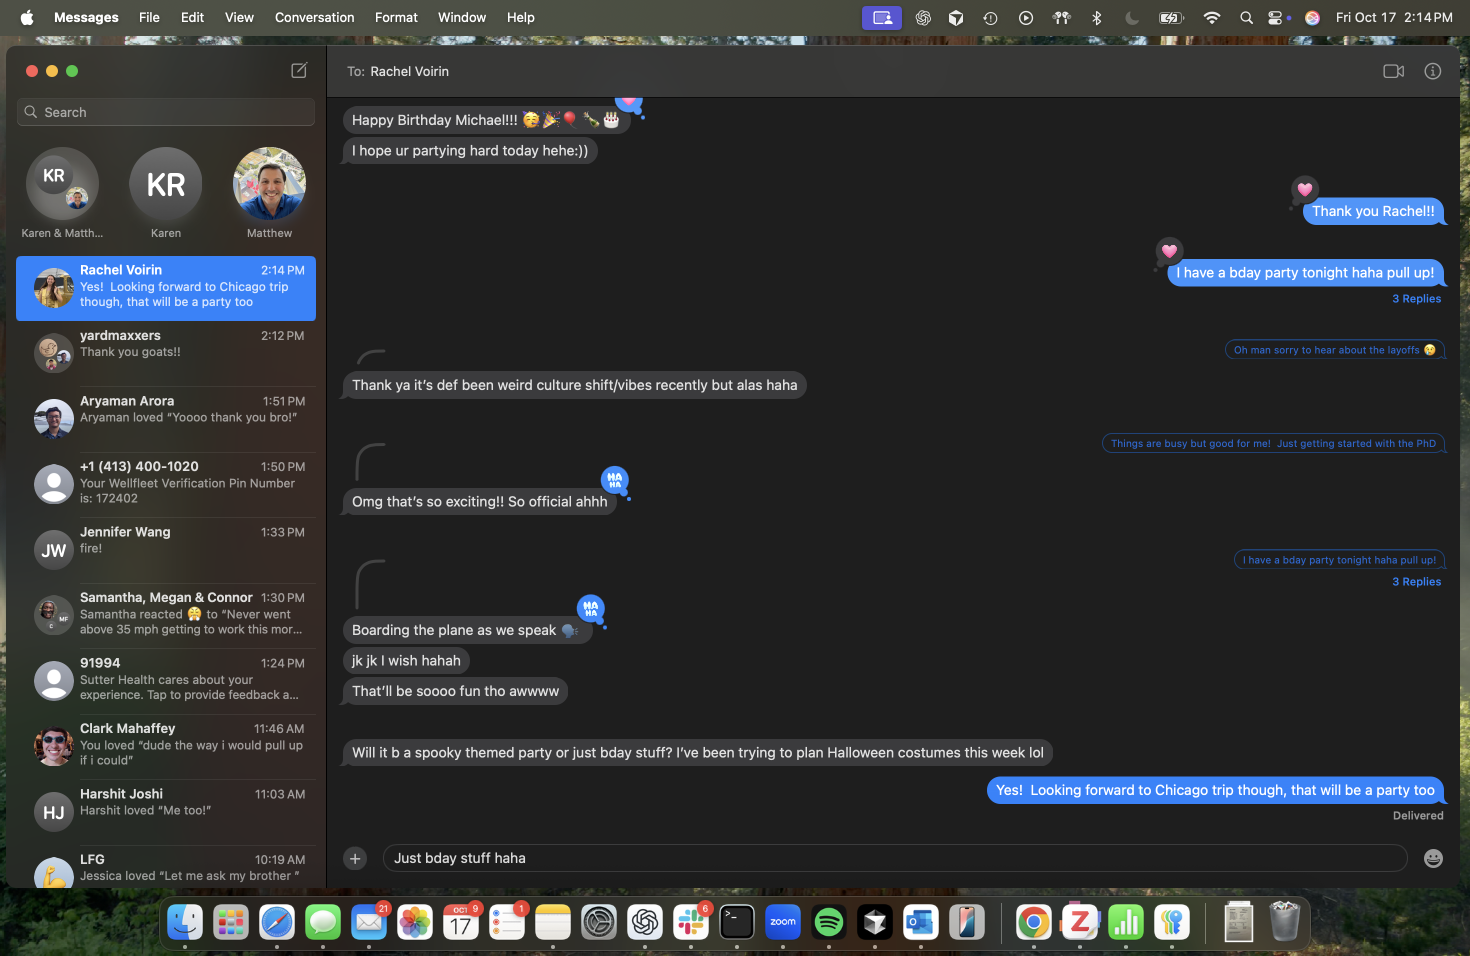 Messages File Edit View Conversation Format Window Help Fri Oct 17 2:14 PM
To: Rachel Voirin
Search
KR
KR
Karen & Matth...
Karen
Matthew
Rachel Voirin 2:14 PM
Yes! Looking forward to Chicago trip
though, that will be a party too
yardmaxxers 2:12 PM
Thank you goats!!
Aryaman Arora 1:51 PM
Aryaman loved “Yoooo thank you bro!”
+1 (413) 400-1020 1:50 PM
Your Wellfleet Verification Pin Number
is: 172402
Jennifer Wang 1:33 PM
JW
fire!
Samantha, Megan & Connor 1:30 PM
Samantha reacted 😤 to “Never went
above 35 mph getting to work this mor...
MF
C
91994 1:24 PM
Sutter Health cares about your
experience. Tap to provide feedback a...
Clark Mahaffey 11:46 AM
You loved “dude the way i would pull up
if i could”
Harshit Joshi 11:03 AM
HJ
Harshit loved “Me too!”
LFG 10:19 AM
Jessica loved “Let me ask my brother ”
Happy Birthday Michael!!! 🥳🎉🎈🍾🎂
I hope ur partying hard today hehe:))
Thank you Rachel!!
I have a bday party tonight haha pull up!
3 Replies
Oh man sorry to hear about the layoffs 😢
Thank ya it’s def been weird culture shift/vibes recently but alas haha
Things are busy but good for me! Just getting started with the PhD
HA HA
Omg that’s so exciting!! So official ahhh
I have a bday party tonight haha pull up!
3 Replies
HA HA
Boarding the plane as we speak 🗣️
jk jk I wish hahah
That’ll be soooo fun tho awwww
Will it b a spooky themed party or just bday stuff? I’ve been trying to plan Halloween costumes this week lol
Yes! Looking forward to Chicago trip though, that will be a party too
Delivered
Just bday stuff haha
21
OCT
17
9
1
6
zoom
Z